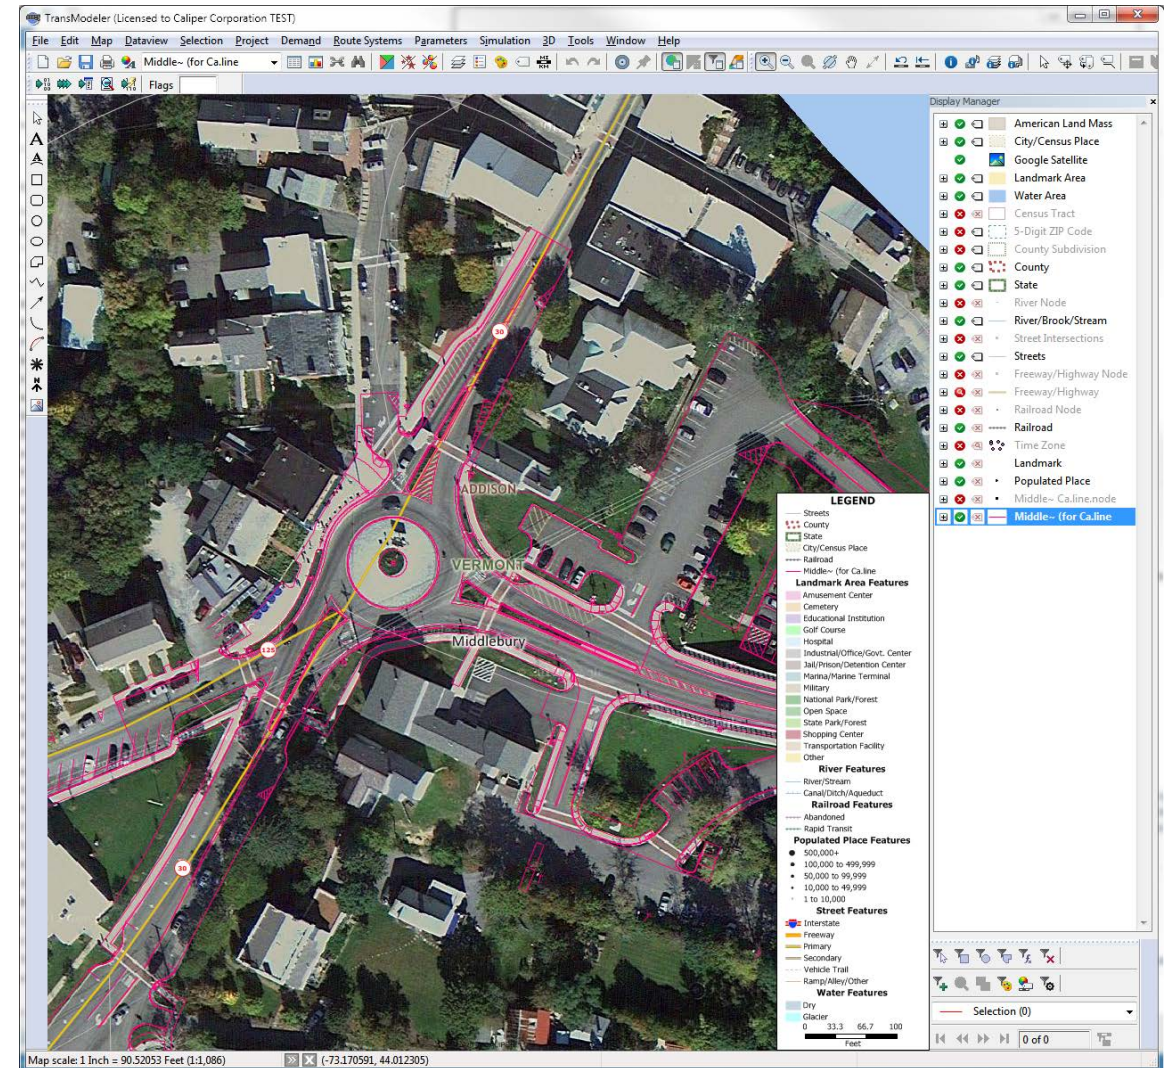 TransModeler (Licensed to Caliper Corporation TEST)
File Edit Map Dataview Selection Project Demand Route Systems Parameters Simulation 3D Tools Window Help
Middle~ (for Ca.line
Flags
Display Manager
American Land Mass
City/Census Place
Google Satellite
Landmark Area
Water Area
Census Tract
5-Digit ZIP Code
County Subdivision
County
State
River Node
River/Brook/Stream
Street Intersections
Streets
Freeway/Highway Node
Freeway/Highway
Railroad Node
Railroad
Time Zone
Landmark
Populated Place
Middle~ Ca.line.node
Middle~ (for Ca.line
30
ADDISON
VERMONT
Middlebury
125
30
LEGEND
Streets
County
State
City/Census Place
Railroad
Middle~ (for Ca.line
Landmark Area Features
Amusement Center
Cemetery
Educational Institution
Golf Course
Hospital
Industrial/Office/Govt. Center
Jail/Prison/Detention Center
Marina/Marine Terminal
Military
National Park/Forest
Open Space
State Park/Forest
Shopping Center
Transportation Facility
Other
River Features
River/Stream
Canal/Ditch/Aqueduct
Railroad Features
Abandoned
Rapid Transit
Populated Place Features
500,000+
100,000 to 499,999
50,000 to 99,999
10,000 to 49,999
1 to 10,000
Street Features
Interstate
Freeway
Primary
Secondary
Vehicle Trail
Ramp/Alley/Other
Water Features
Dry
Glacier
0 33.3 66.7 100
Feet
Selection (0)
0 of 0
Map scale: 1 Inch = 90.52053 Feet (1:1,086) (-73.170591, 44.012305)